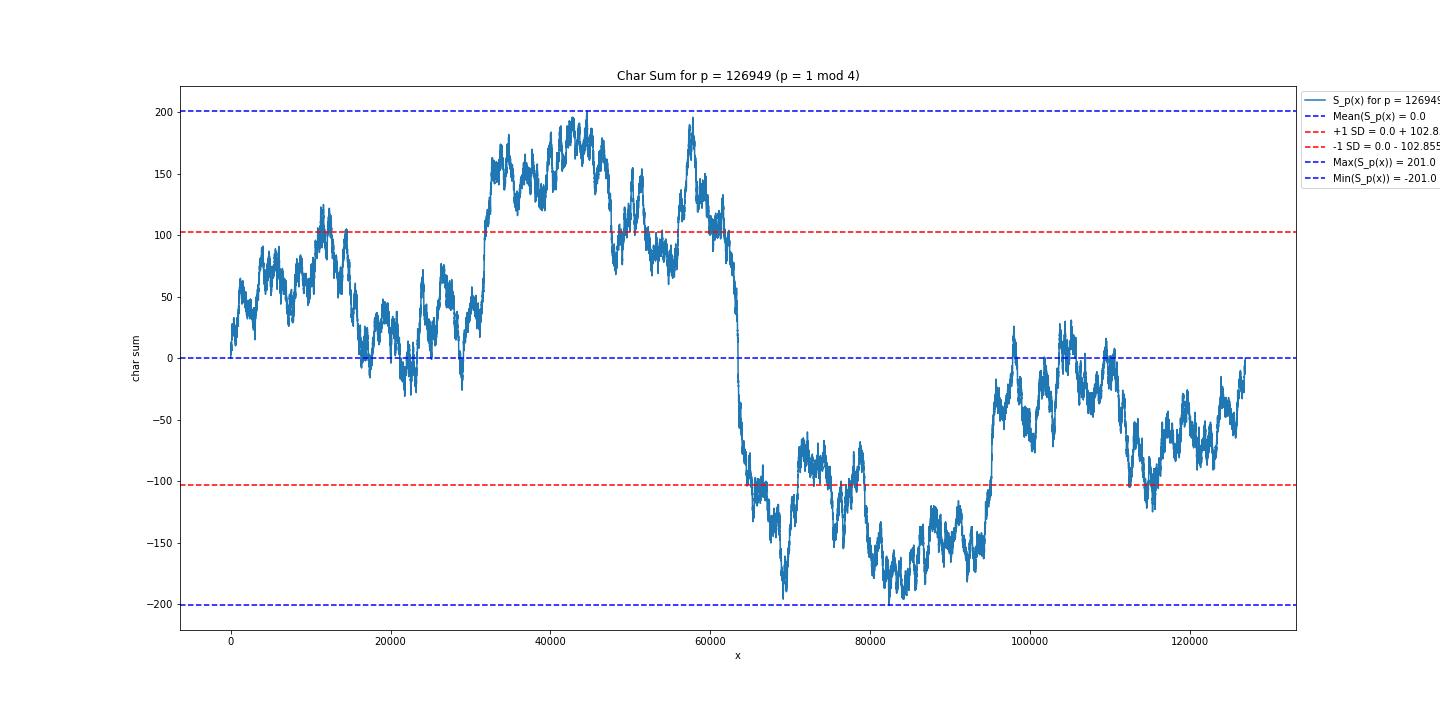 Char Sum for p = 126949 (p = 1 mod 4)
200
150
100
50
0
−50
−100
−150
−200
char sum
0
20000
40000
60000
80000
100000
120000
x
S_p(x) for p = 126949
Mean(S_p(x) = 0.0
+1 SD = 0.0 + 102.8
-1 SD = 0.0 - 102.855
Max(S_p(x)) = 201.0
Min(S_p(x)) = -201.0